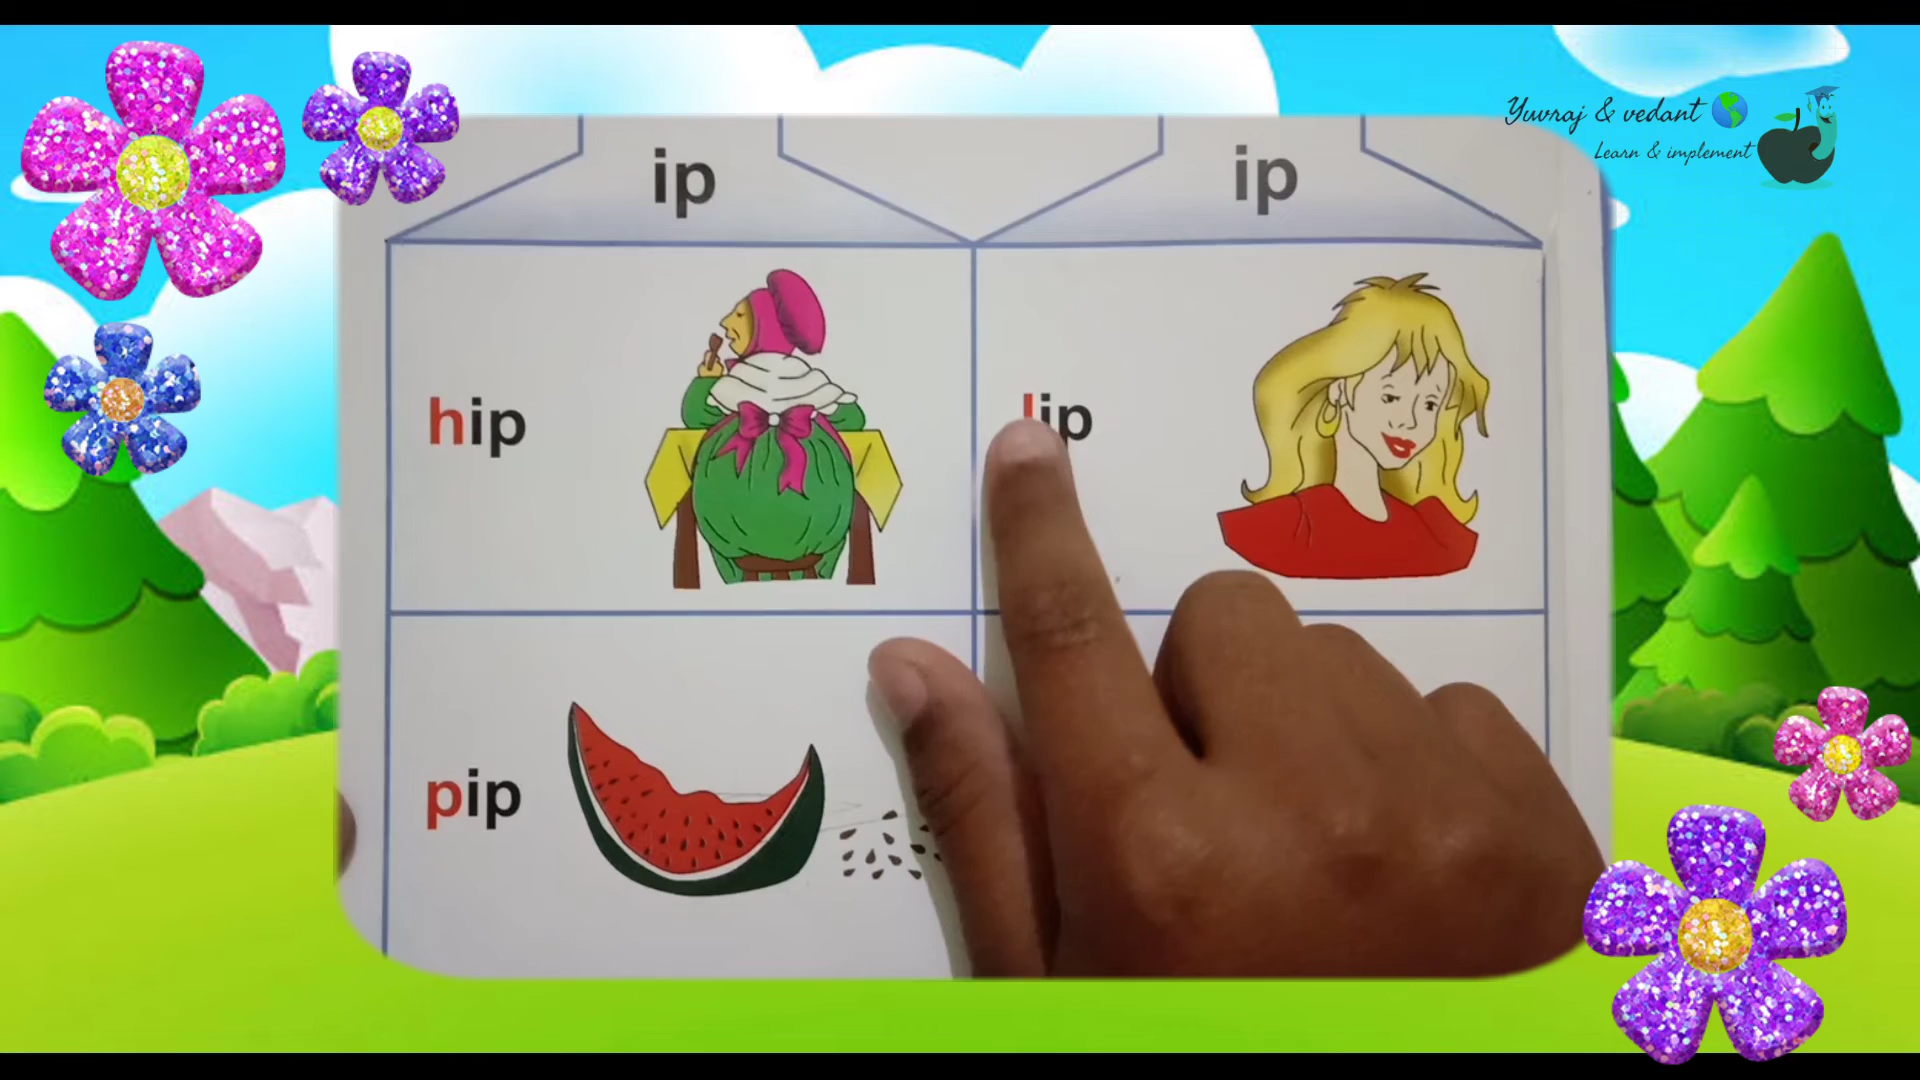 Yuvraj & vedant
Learn & implement
ip
ip
hip
lip
pip